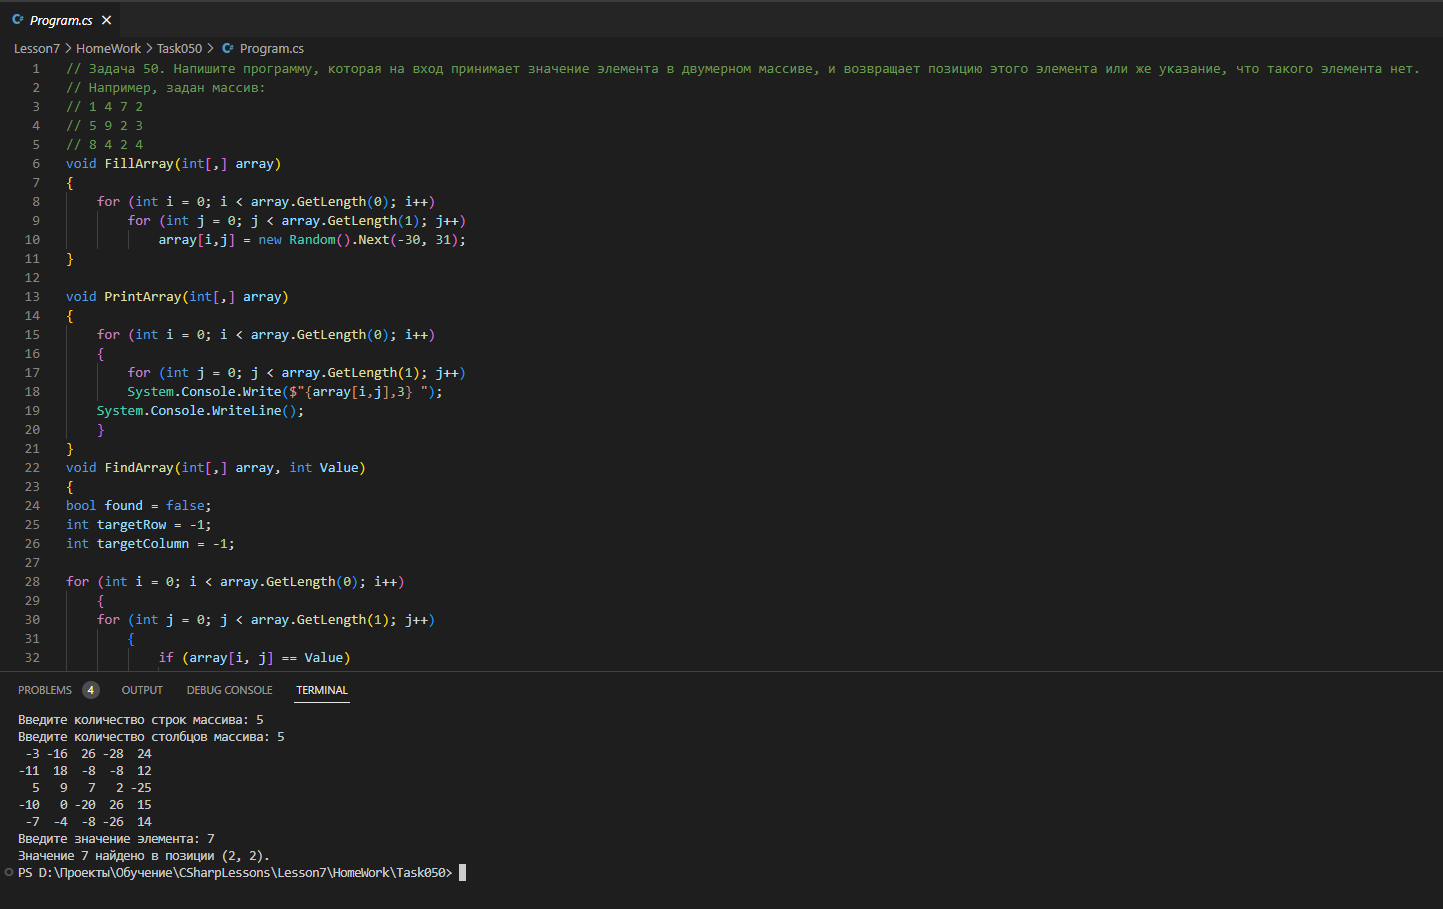 C# Program.cs ×
Lesson7 > HomeWork > Task050 > C# Program.cs
1 // Задача 50. Напишите программу, которая на вход принимает значение элемента в двумерном массиве, и возвращает позицию этого элемента или же указание, что такого элемента нет.
2 // Например, задан массив:
3 // 1 4 7 2
4 // 5 9 2 3
5 // 8 4 2 4
6 void FillArray(int[,] array)
7 {
8     for (int i = 0; i < array.GetLength(0); i++)
9         for (int j = 0; j < array.GetLength(1); j++)
10             array[i,j] = new Random().Next(-30, 31);
11 }
12
13 void PrintArray(int[,] array)
14 {
15     for (int i = 0; i < array.GetLength(0); i++)
16     {
17         for (int j = 0; j < array.GetLength(1); j++)
18         System.Console.Write($"{array[i,j],3} ");
19     System.Console.WriteLine();
20     }
21 }
22 void FindArray(int[,] array, int Value)
23 {
24 bool found = false;
25 int targetRow = -1;
26 int targetColumn = -1;
27
28 for (int i = 0; i < array.GetLength(0); i++)
29     {
30     for (int j = 0; j < array.GetLength(1); j++)
31         {
32             if (array[i, j] == Value)
PROBLEMS 4 OUTPUT DEBUG CONSOLE TERMINAL
Введите количество строк массива: 5
Введите количество столбцов массива: 5
 -3 -16  26 -28  24
-11  18  -8  -8  12
  5   9   7   2 -25
-10   0 -20  26  15
 -7  -4  -8 -26  14
Введите значение элемента: 7
Значение 7 найдено в позиции (2, 2).
PS D:\Проекты\Обучение\CSharpLessons\Lesson7\HomeWork\Task050>